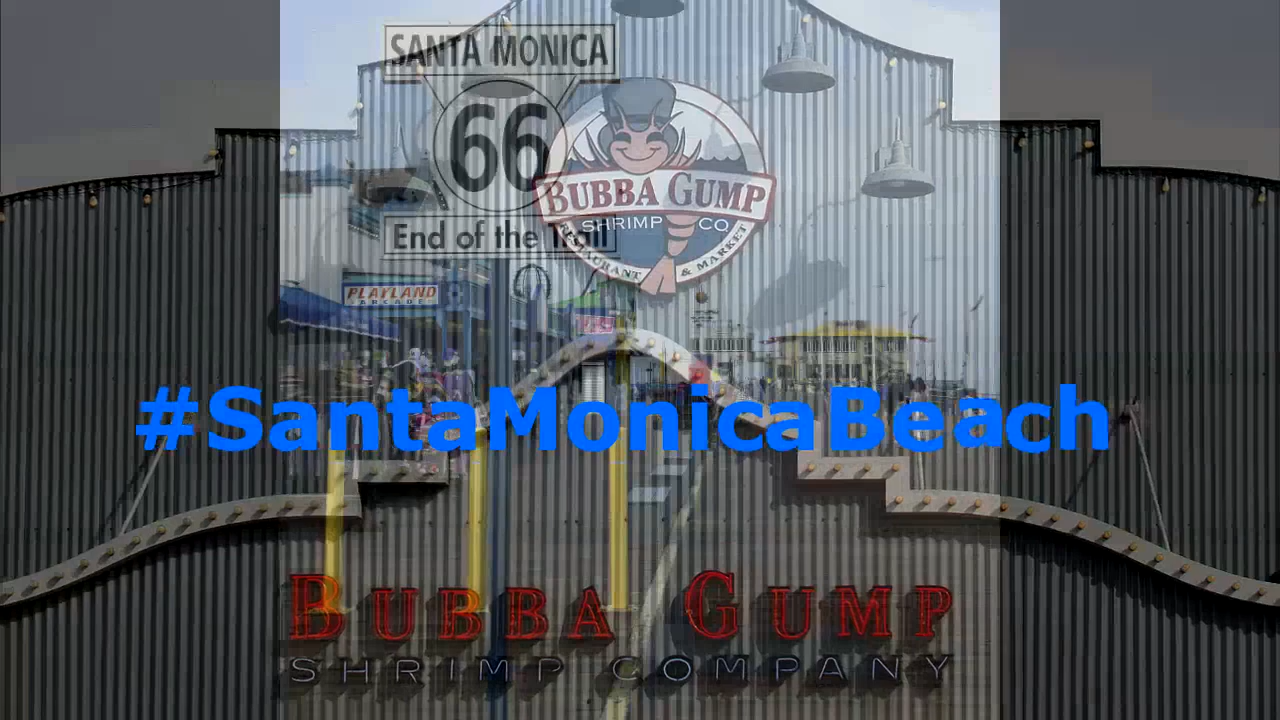 SANTA MONICA
66
End of the Trail
BUBBA GUMP
SHRIMP CO
RESTAURANT & MARKET
PLAYLAND
ARCADE
#SantaMonicaBeach
BUBBA GUMP
SHRIMP COMPANY